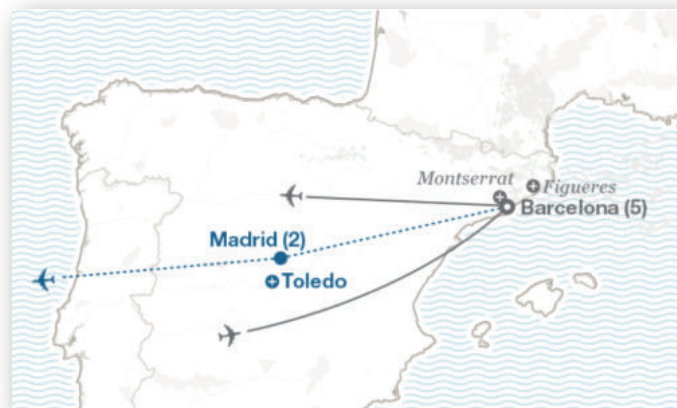 Montserrat
Figueres
Barcelona (5)
Madrid (2)
Toledo